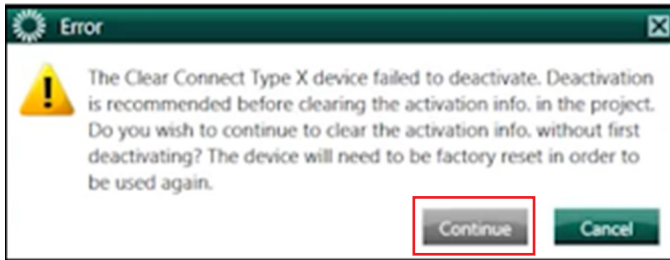 Error
The Clear Connect Type X device failed to deactivate. Deactivation
is recommended before clearing the activation info. in the project.
Do you wish to continue to clear the activation info. without first
deactivating? The device will need to be factory reset in order to
be used again.
Continue Cancel